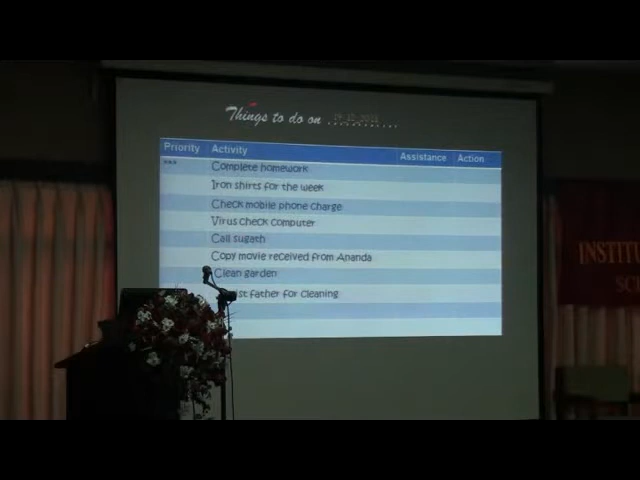 Things to do on
Priority Activity Assistance Action
*** Complete homework
Iron shirts for the week
Check mobile phone charge
Virus check computer
Call sugath
Copy movie received from Ananda
Clean garden
father for cleaning